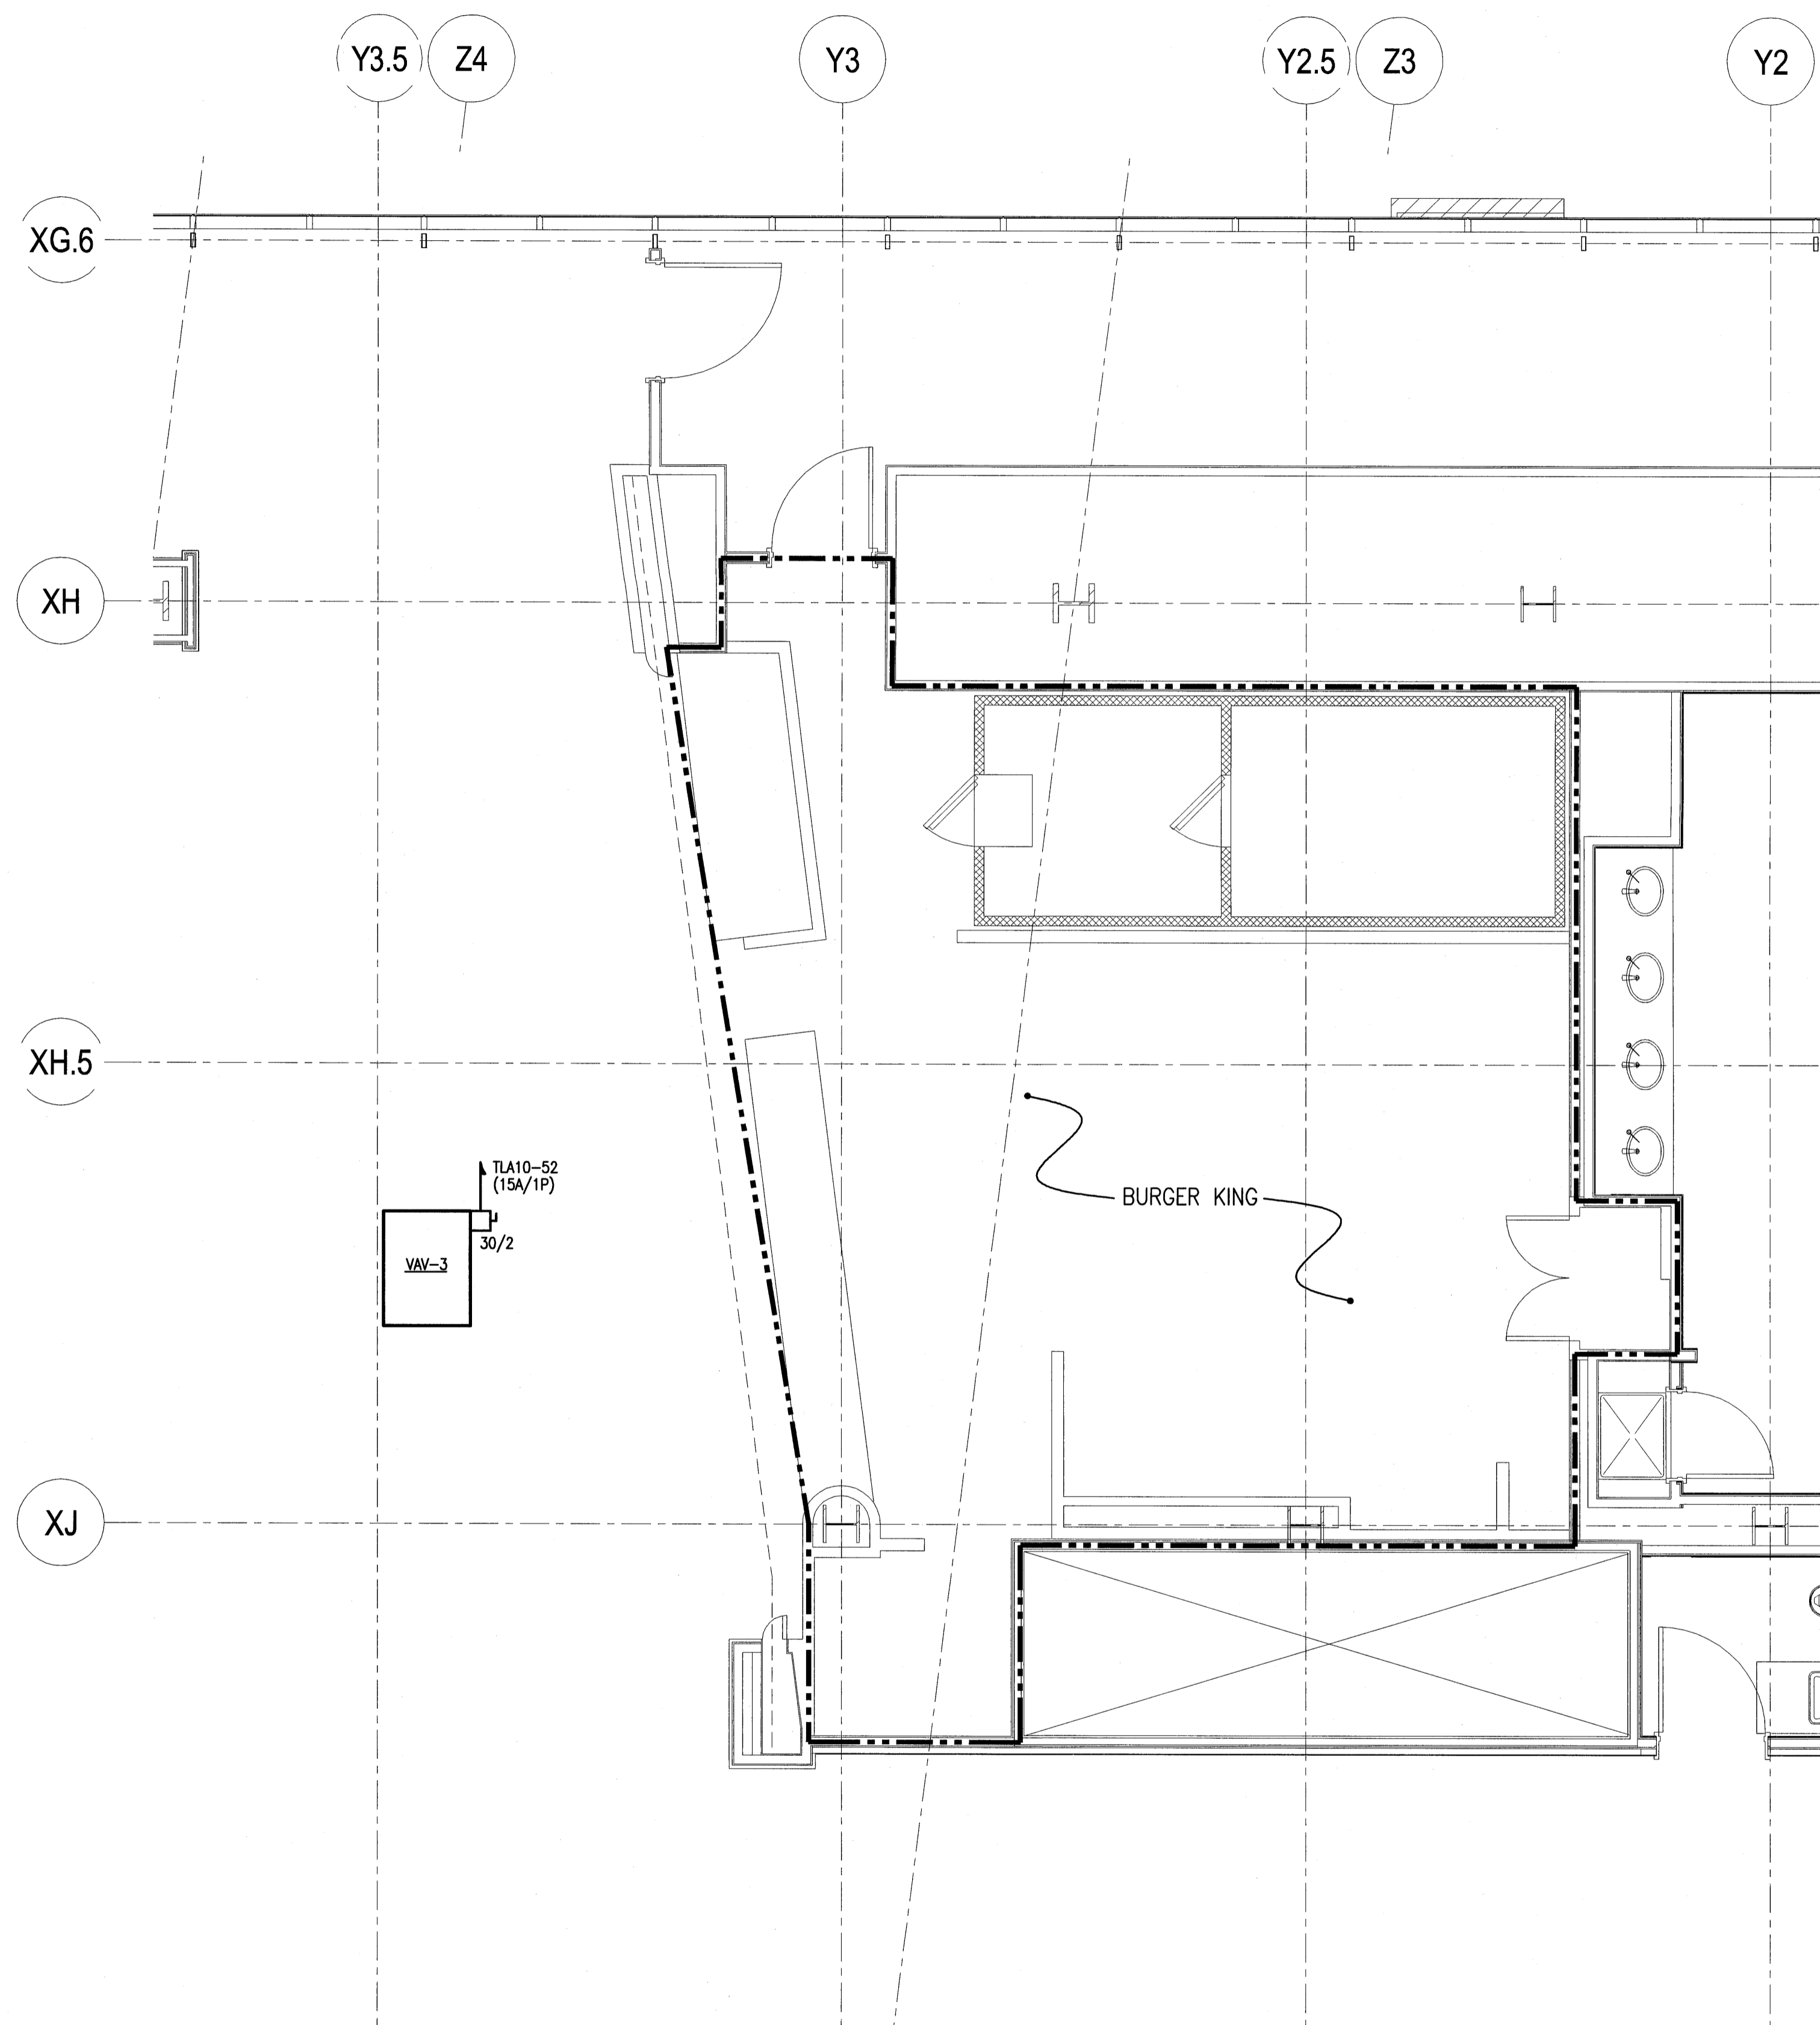 Y3.5
Z4
Y3
Y2.5
Z3
Y2
XG.6
XH
XH.5
TLA10-52
(15A/1P)
30/2
VAV-3
BURGER KING
XJ